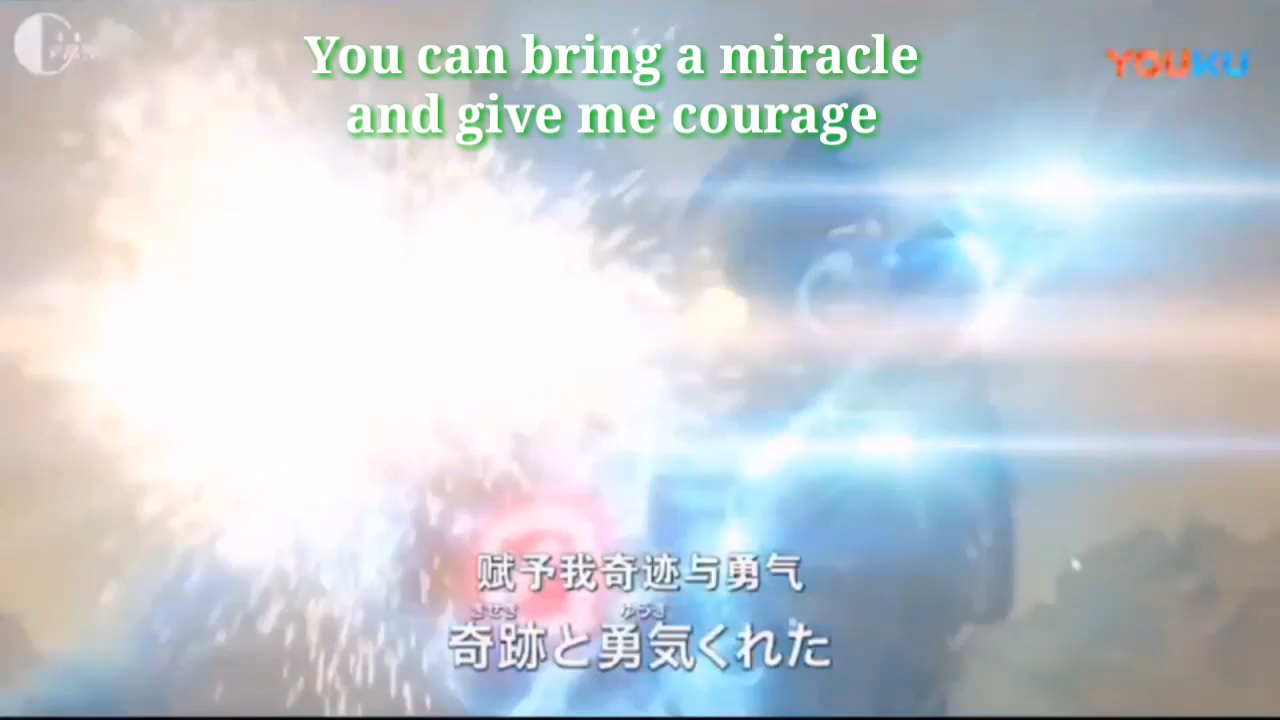 You can bring a miracle
and give me courage
YOUKU
赋予我奇迹与勇气
きせき ゆうき
奇跡と勇気くれた